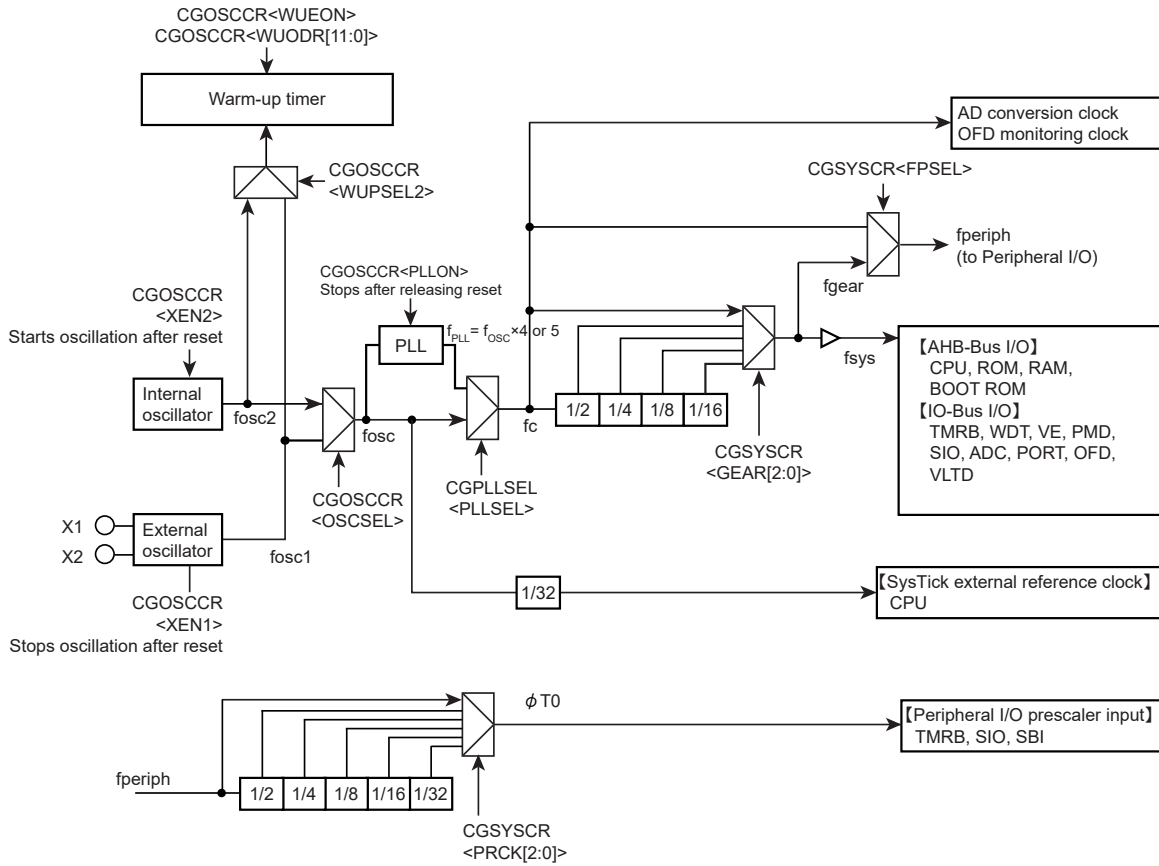 CGOSCCR<WUEON>
CGOSCCR<WUODR[11:0]>
Warm-up timer
CGOSCCR
<WUPSEL2>
AD conversion clock
OFD monitoring clock
CGSYSCR<FPSEL>
fperiph
(to Peripheral I/O)
fgear
CGOSCCR<PLLON>
Stops after releasing reset
CGOSCCR
<XEN2>
Starts oscillation after reset
PLL
fPLL= fOSC×4 or 5
fsys
Internal
oscillator
fosc2
fosc
fc
1/2
1/4
1/8
1/16
【AHB-Bus I/O】
CPU, ROM, RAM,
BOOT ROM
【IO-Bus I/O】
TMRB, WDT, VE, PMD,
SIO, ADC, PORT, OFD,
VLTD
CGOSCCR
<OSCSEL>
CGPLLSEL
<PLLSEL>
CGSYSCR
<GEAR[2:0]>
X1
X2
External
oscillator
fosc1
CGOSCCR
<XEN1>
Stops oscillation after reset
1/32
【SysTick external reference clock】
CPU
ϕT0
【Peripheral I/O prescaler input】
TMRB, SIO, SBI
fperiph
1/2
1/4
1/8
1/16
1/32
CGSYSCR
<PRCK[2:0]>